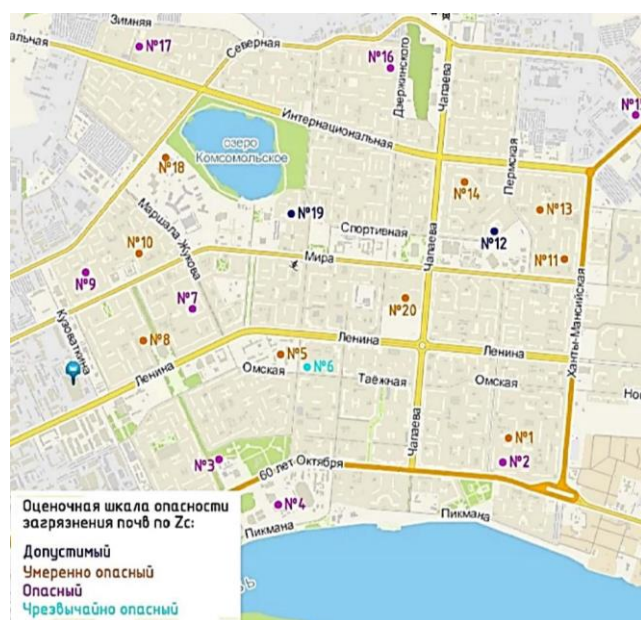 Зимняя
Северная
№17
№16
Дзержинского
Чапаева
Интернациональная
озеро
Комсомольское
Пермская
№18
№14
№13
№19
Спортивная
№12
Маршала Жукова
№10
Мира
Чапаева
№11
№9
№7
Ханты-Мансийская
Кузоваткина
№20
№8
Ленина
№5
Ленина
Омская
№6
Таёжная
Омская
Ленина
Чапаева
№1
№3
60 лет Октября
№2
№4
Пикмана
Пикмана
Оценочная шкала опасности
загрязнения почв по Zc:
Допустимый
Умеренно опасный
Опасный
Чрезвычайно опасный